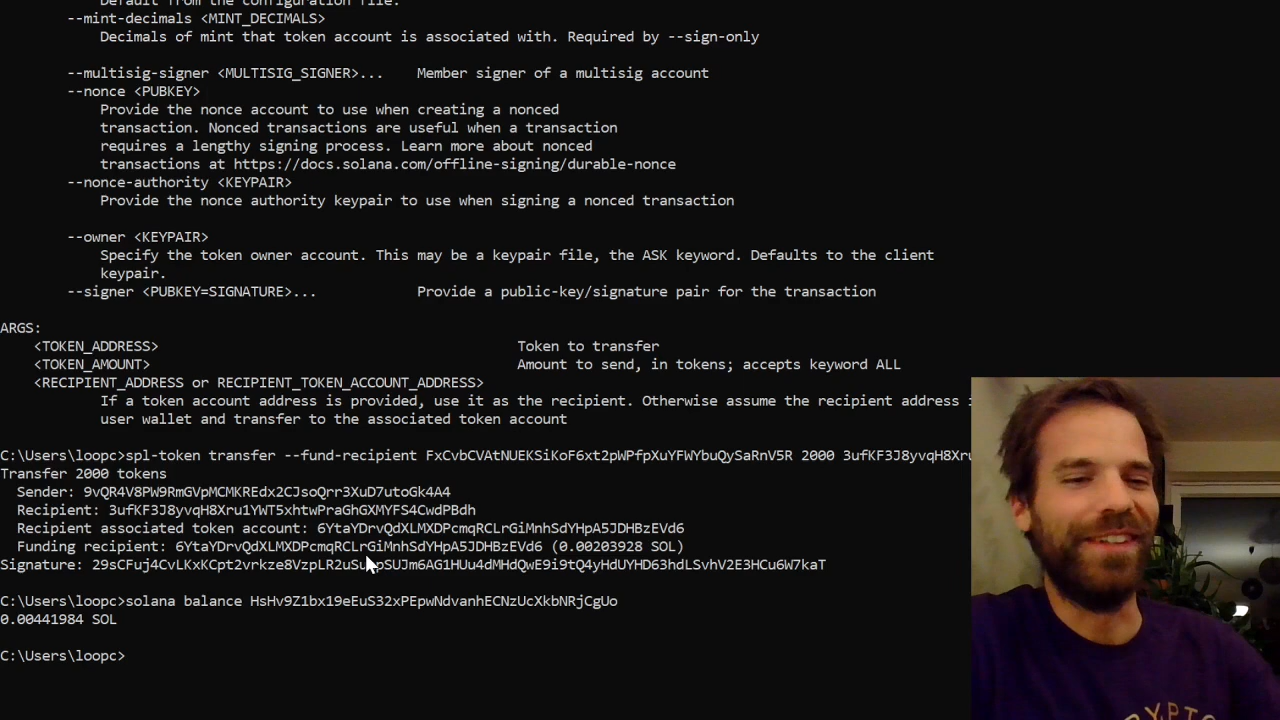 Default from the configuration file.
--mint-decimals <MINT_DECIMALS>
Decimals of mint that token account is associated with. Required by --sign-only
--multisig-signer <MULTISIG_SIGNER>... Member signer of a multisig account
--nonce <PUBKEY>
Provide the nonce account to use when creating a nonced
transaction. Nonced transactions are useful when a transaction
requires a lengthy signing process. Learn more about nonced
transactions at https://docs.solana.com/offline-signing/durable-nonce
--nonce-authority <KEYPAIR>
Provide the nonce authority keypair to use when signing a nonced transaction
--owner <KEYPAIR>
Specify the token owner account. This may be a keypair file, the ASK keyword. Defaults to the client
keypair.
--signer <PUBKEY=SIGNATURE>... Provide a public-key/signature pair for the transaction
ARGS:
<TOKEN_ADDRESS> Token to transfer
<TOKEN_AMOUNT> Amount to send, in tokens; accepts keyword ALL
<RECIPIENT_ADDRESS or RECIPIENT_TOKEN_ACCOUNT_ADDRESS>
If a token account address is provided, use it as the recipient. Otherwise assume the recipient address
user wallet and transfer to the associated token account
C:\Users\loopc>spl-token transfer --fund-recipient FxCvbCVAtNUEKSiKoF6xt2pWPfpXuYFWYbuQySaRnV5R 2000 3ufKF3J8yvqH8Xru
Transfer 2000 tokens
Sender: 9vQR4V8PW9RmGVpMCMKREdx2CJsoQrr3XuD7utoGk4A4
Recipient: 3ufKF3J8yvqH8Xru1YWT5xhtwPraGhGXMYFS4CwdPBdh
Recipient associated token account: 6YtaYDrvQdXLMXDPcmqRCLrGiMnhSdYHpA5JDHBzEVd6
Funding recipient: 6YtaYDrvQdXLMXDPcmqRCLrGiMnhSdYHpA5JDHBzEVd6 (0.00203928 SOL)
Signature:
C:\Users\loopc>solana balance HsHv9Z1bx19eEuS32xPEpwNdvanhECNzUcXkbNRjCgUo
0.00441984 SOL
C:\Users\loopc>